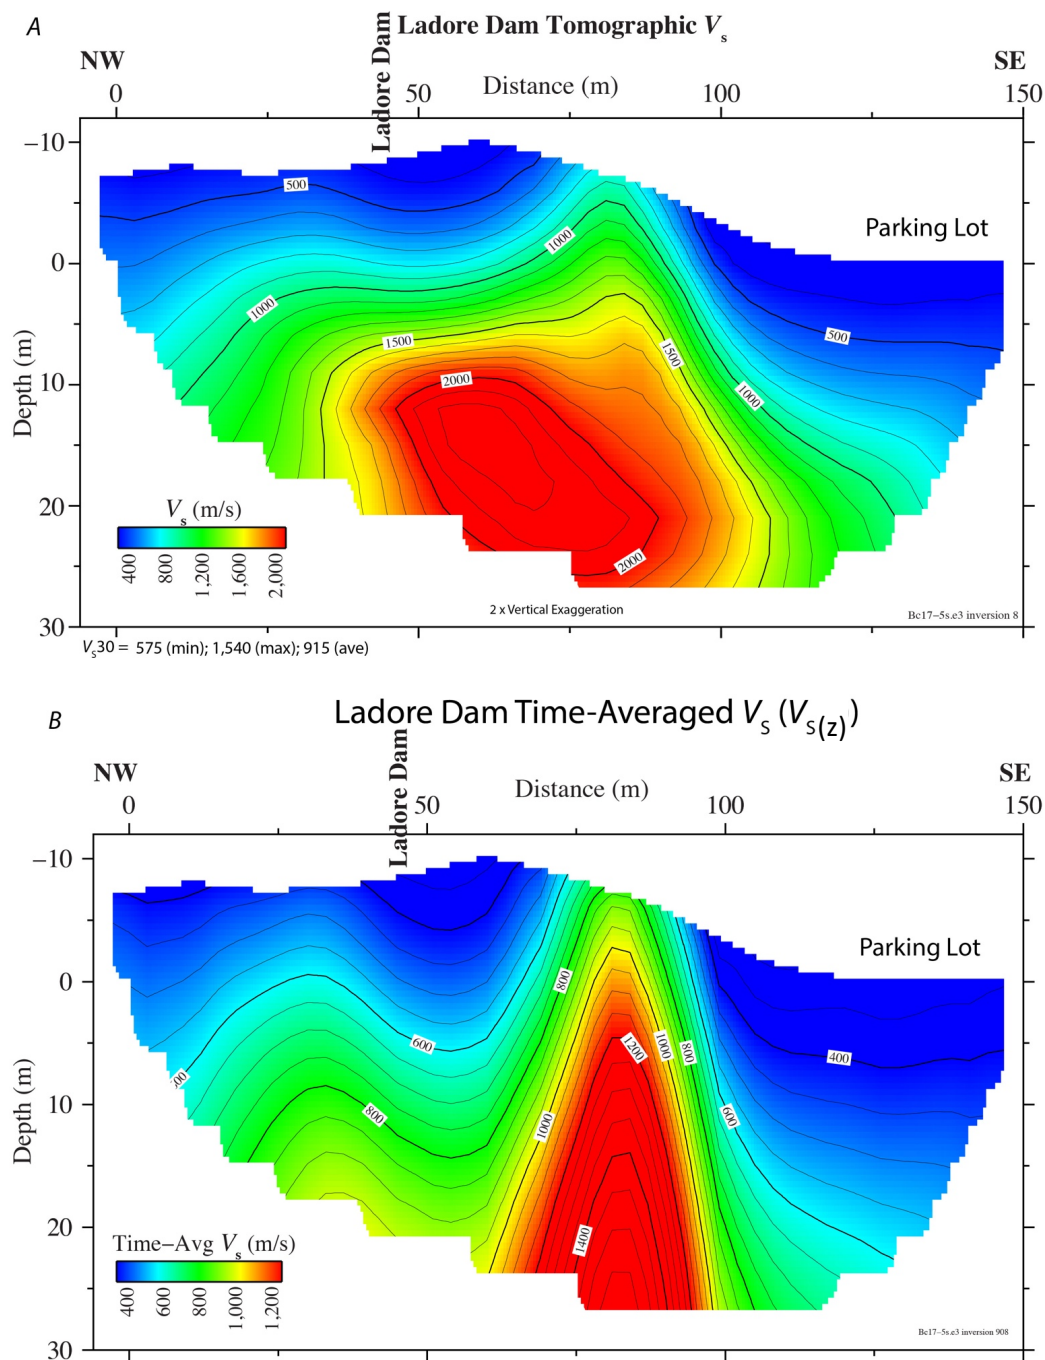 A
Ladore Dam Tomographic Vs
Ladore Dam
NW
SE
Distance (m)
0
50
100
150
−10
0
10
20
30
Depth (m)
Parking Lot
500
1000
1000
1500
2000
1500
1000
500
2000
Vs (m/s)
400
800
1,200
1,600
2,000
2 x Vertical Exaggeration
Bc17−5s.e3 inversion 8
VS30 = 575 (min); 1,540 (max); 915 (ave)
B
Ladore Dam Time-Averaged VS (VS(z))
Ladore Dam
NW
SE
Distance (m)
0
50
100
150
−10
0
10
20
30
Depth (m)
Parking Lot
800
600
1200
1000
800
400
800
1000
600
1400
Time−Avg Vs (m/s)
400
600
800
1,000
1,200
Bc17−5s.e3 inversion 908